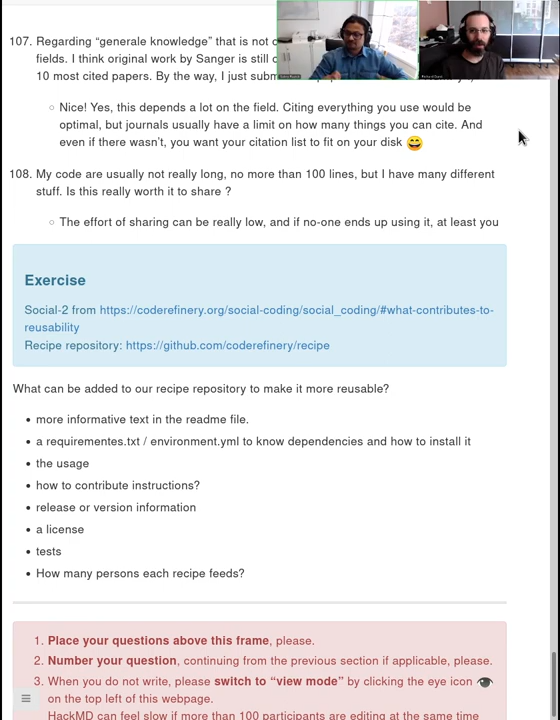 107. Regarding “generale knowledge” that is not
fields. I think original work by Sanger is still
10 most cited papers. By the way, I just
Nice! Yes, this depends a lot on the field. Citing everything you use would be
optimal, but journals usually have a limit on how many things you can cite. And
even if there wasn’t, you want your citation list to fit on your disk 😄
108. My code are usually not really long, no more than 100 lines, but I have many different
stuff. Is this really worth it to share ?
The effort of sharing can be really low, and if no-one ends up using it, at least you
Exercise
Social-2 from https://coderefinery.org/social-coding/social_coding/#what-contributes-to-
reusability
Recipe repository: https://github.com/coderefinery/recipe
What can be added to our recipe repository to make it more reusable?
• more informative text in the readme file.
• a requirementes.txt / environment.yml to know dependencies and how to install it
• the usage
• how to contribute instructions?
• release or version information
• a license
• tests
• How many persons each recipe feeds?
1. Place your questions above this frame, please.
2. Number your question, continuing from the previous section if applicable, please.
3. When you do not write, please switch to “view mode” by clicking the eye icon 👁
on the top left of this webpage.
HackMD can feel slow if more than 100 participants are editing at the same time